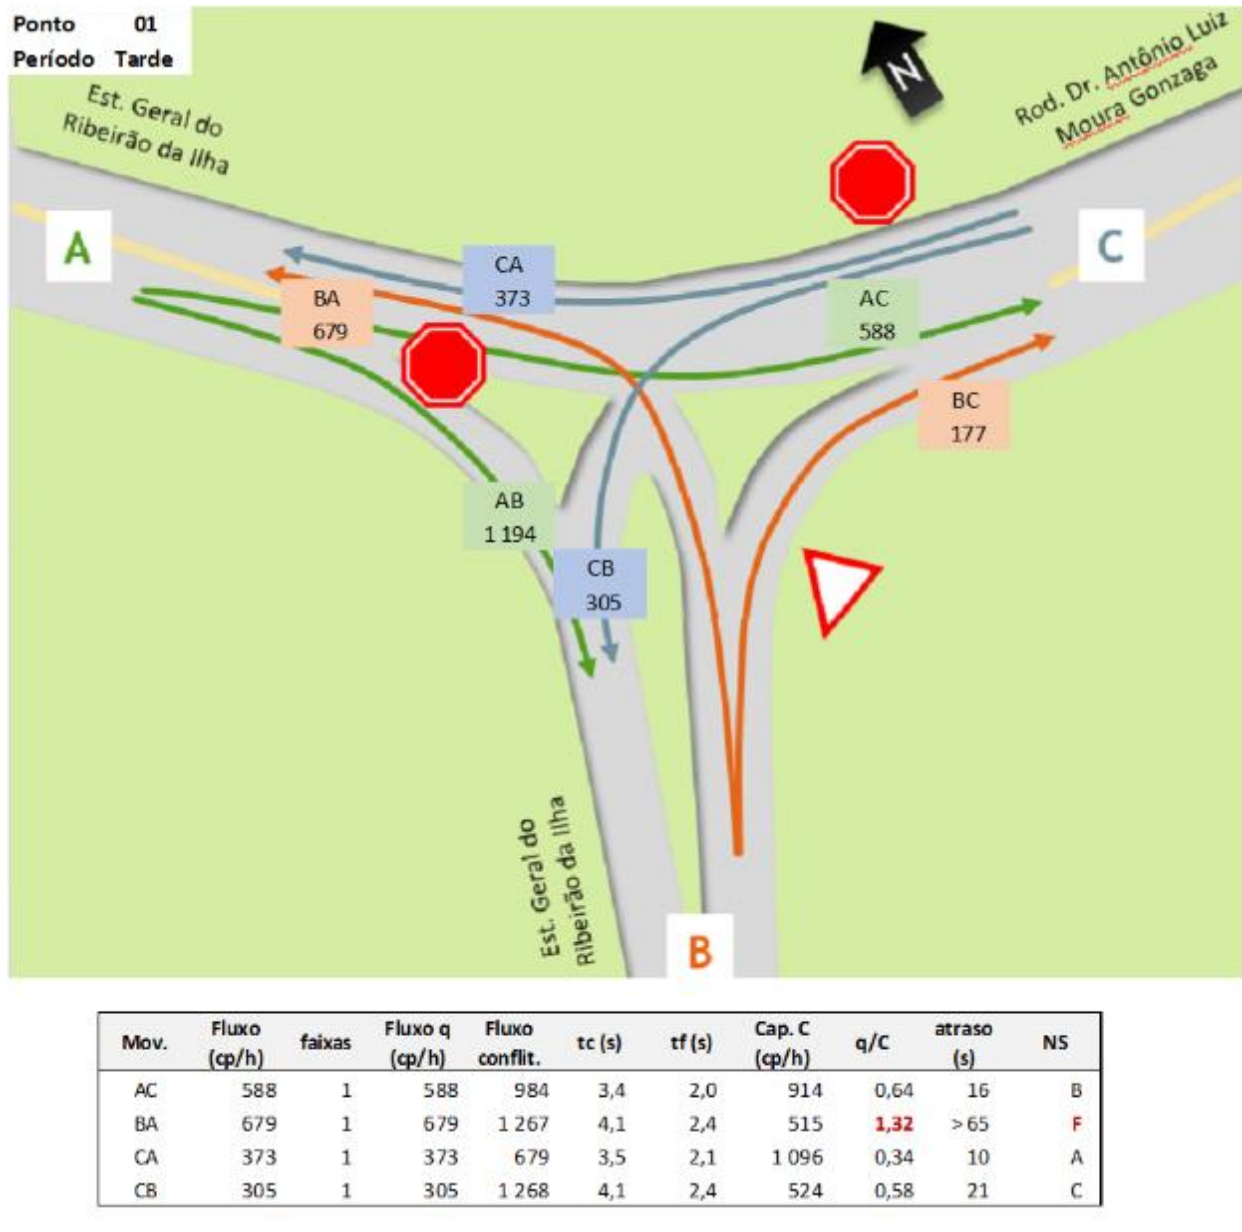 Ponto 01
Período Tarde
Est. Geral do
Ribeirão da Ilha
N
Rod. Dr. Antônio Luiz
Moura Gonzaga
A
C
CA
373
BA
679
AC
588
BC
177
AB
1 194
CB
305
Est. Geral do
Ribeirão da Ilha
B
Mov. Fluxo (cp/h) faixas Fluxo q (cp/h) Fluxo conflit. tc (s) tf (s) Cap. C (cp/h) q/C atraso (s) NS
AC 588 1 588 984 3,4 2,0 914 0,64 16 B
BA 679 1 679 1 267 4,1 2,4 515 1,32 >65 F
CA 373 1 373 679 3,5 2,1 1 096 0,34 10 A
CB 305 1 305 1 268 4,1 2,4 524 0,58 21 C